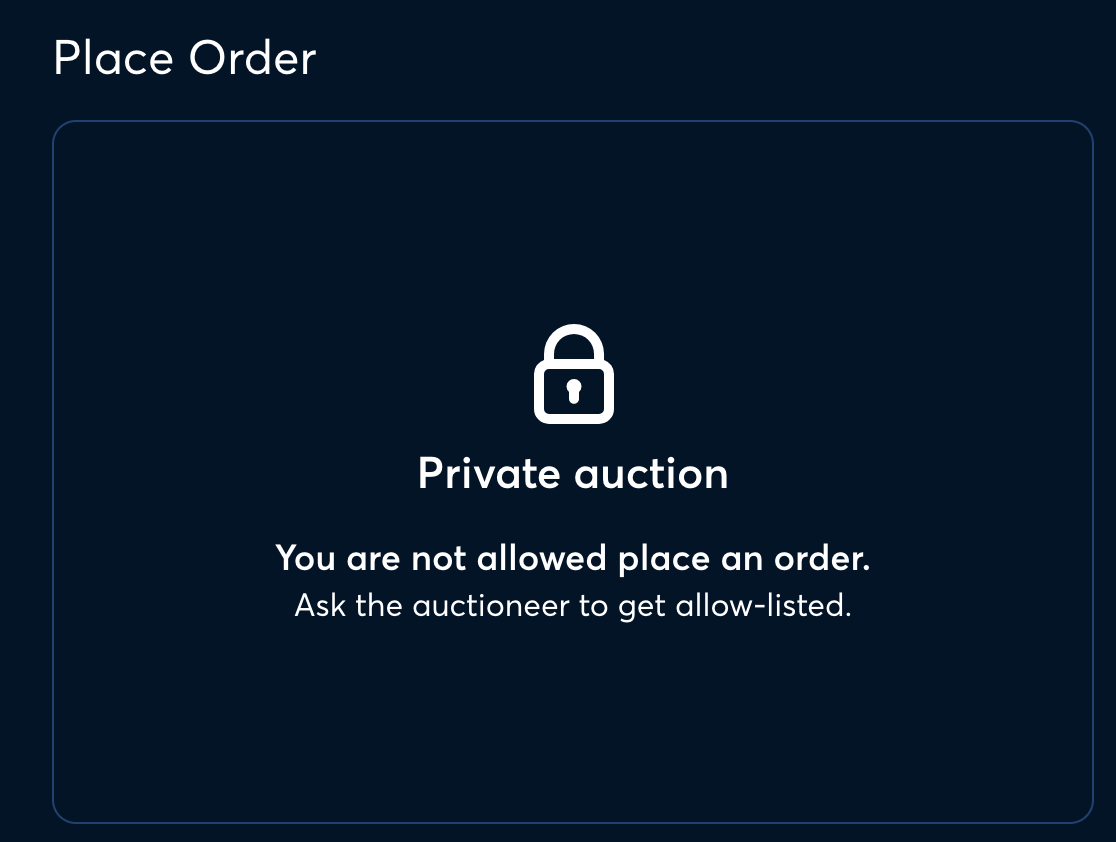 Place Order
Private auction
You are not allowed place an order.
Ask the auctioneer to get allow-listed.